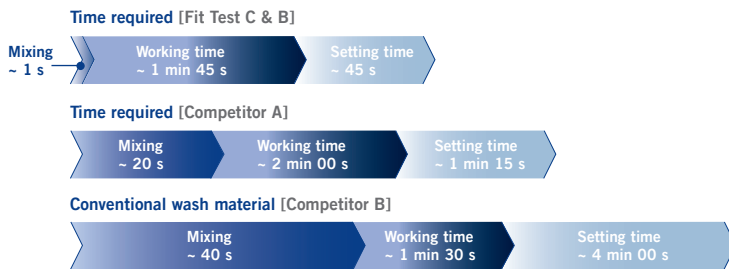 Time required [Fit Test C & B]
Mixing
~ 1 s
Working time
~ 1 min 45 s
Setting time
~ 45 s
Time required [Competitor A]
Mixing
~ 20 s
Working time
~ 2 min 00 s
Setting time
~ 1 min 15 s
Conventional wash material [Competitor B]
Mixing
~ 40 s
Working time
~ 1 min 30 s
Setting time
~ 4 min 00 s